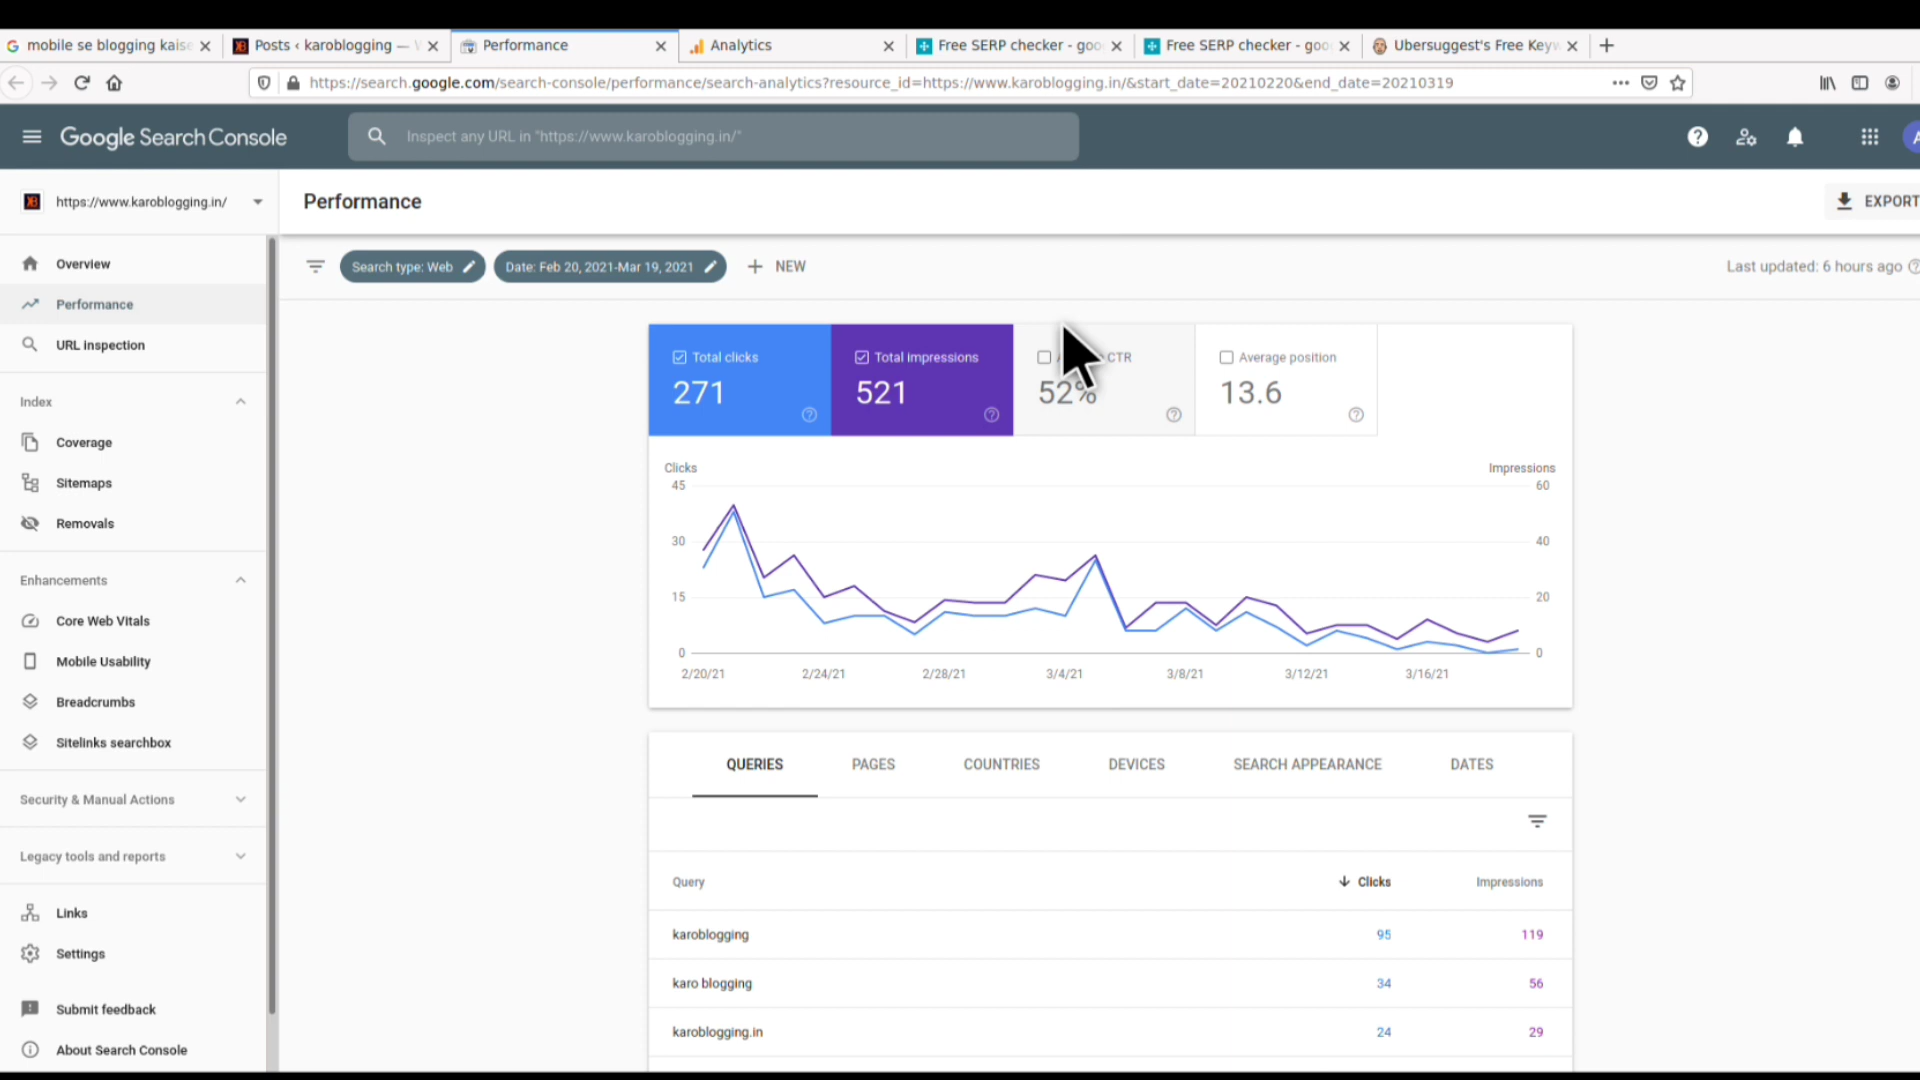 mobile se blogging kaise
Posts ‹ karoblogging —
Performance
Analytics
Free SERP checker - goo
Free SERP checker - goo
Ubersuggest's Free Keyw
https://search.google.com/search-console/performance/search-analytics?resource_id=https://www.karoblogging.in/&start_date=20210220&end_date=20210319
Google Search Console
Inspect any URL in "https://www.karoblogging.in/"
https://www.karoblogging.in/
Performance
EXPORT
Overview
Performance
URL inspection
Index
Coverage
Sitemaps
Removals
Enhancements
Core Web Vitals
Mobile Usability
Breadcrumbs
Sitelinks searchbox
Security & Manual Actions
Legacy tools and reports
Links
Settings
Submit feedback
About Search Console
Search type: Web
Date: Feb 20, 2021-Mar 19, 2021
NEW
Last updated: 6 hours ago
Total clicks
271
Total impressions
521
CTR
52%
Average position
13.6
Clicks
Impressions
45
60
30
40
15
20
0
0
2/20/21
2/24/21
2/28/21
3/4/21
3/8/21
3/12/21
3/16/21
QUERIES
PAGES
COUNTRIES
DEVICES
SEARCH APPEARANCE
DATES
Query
Clicks
Impressions
karoblogging
95
119
karo blogging
34
56
karoblogging.in
24
29